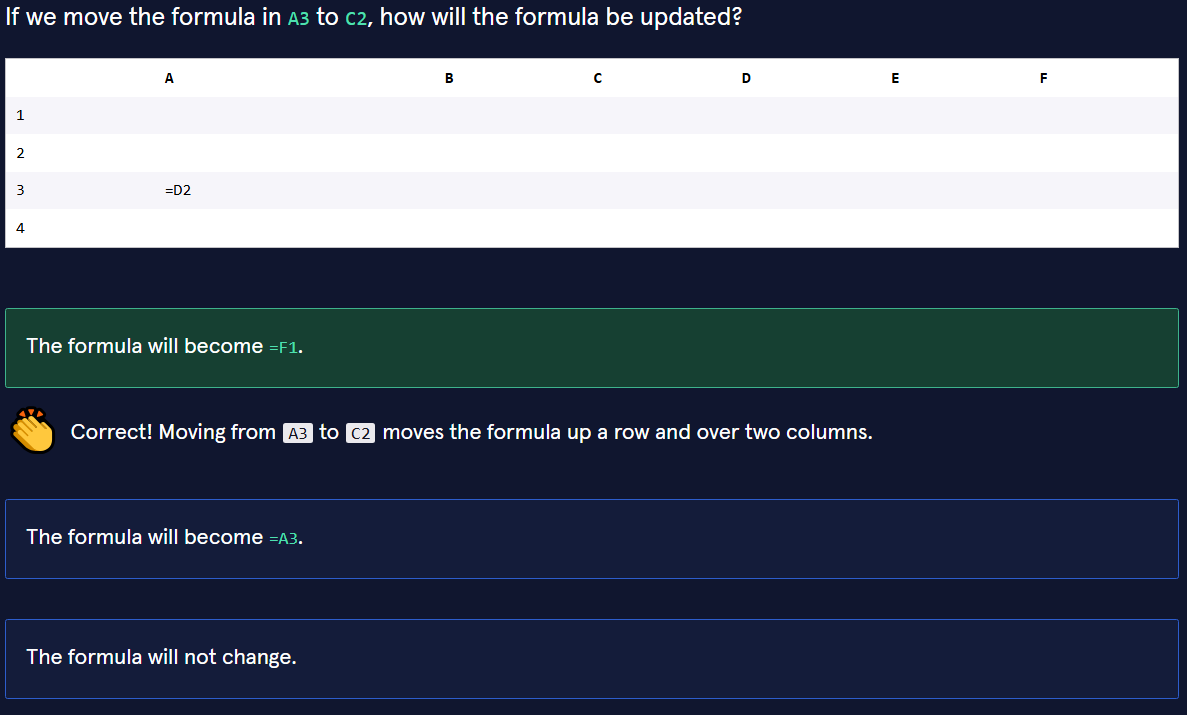 If we move the formula in A3 to C2, how will the formula be updated?
A B C D E F
1
2
3 =D2
4
The formula will become =F1.
Correct! Moving from A3 to C2 moves the formula up a row and over two columns.
The formula will become =A3.
The formula will not change.